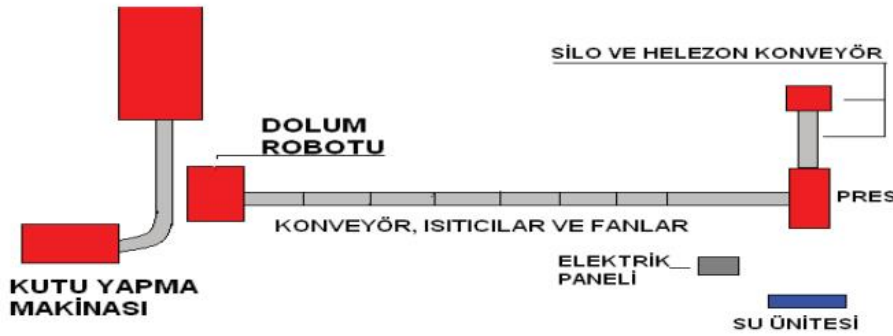 SİLO VE HELEZON KONVEYÖR
DOLUM
ROBOTU
PRES
KONVEYÖR, ISITICILAR VE FANLAR
ELEKTRİK
PANELİ
KUTU YAPMA
MAKİNASI
SU ÜNİTESİ